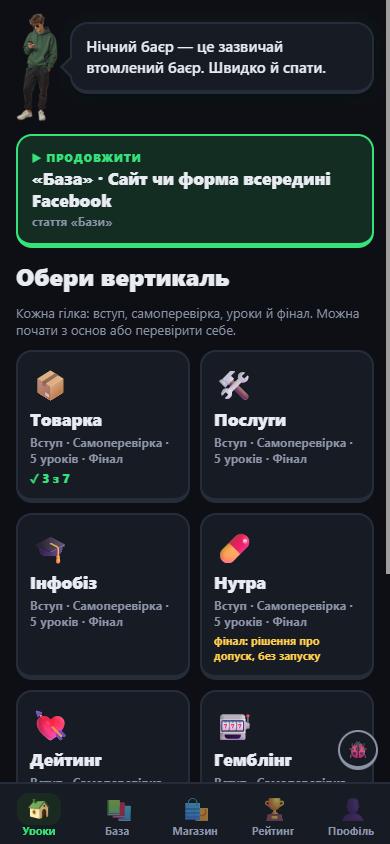 Нічний баєр — це зазвичай
втомлений баєр. Швидко й спати.
▶ ПРОДОВЖИТИ
«База» · Сайт чи форма всередині
Facebook
стаття «Бази»
Обери вертикаль
Кожна гілка: вступ, самоперевірка, уроки й фінал. Можна
почати з основ або перевірити себе.
Товарка
Вступ · Самоперевірка ·
5 уроків · Фінал
✓ 3 з 7
Послуги
Вступ · Самоперевірка ·
5 уроків · Фінал
Інфобіз
Вступ · Самоперевірка ·
5 уроків · Фінал
Нутра
Вступ · Самоперевірка ·
5 уроків · Фінал
фінал: рішення про
допуск, без запуску
Дейтинг
Гемблінг
Уроки
База
Магазин
Рейтинг
Профіль